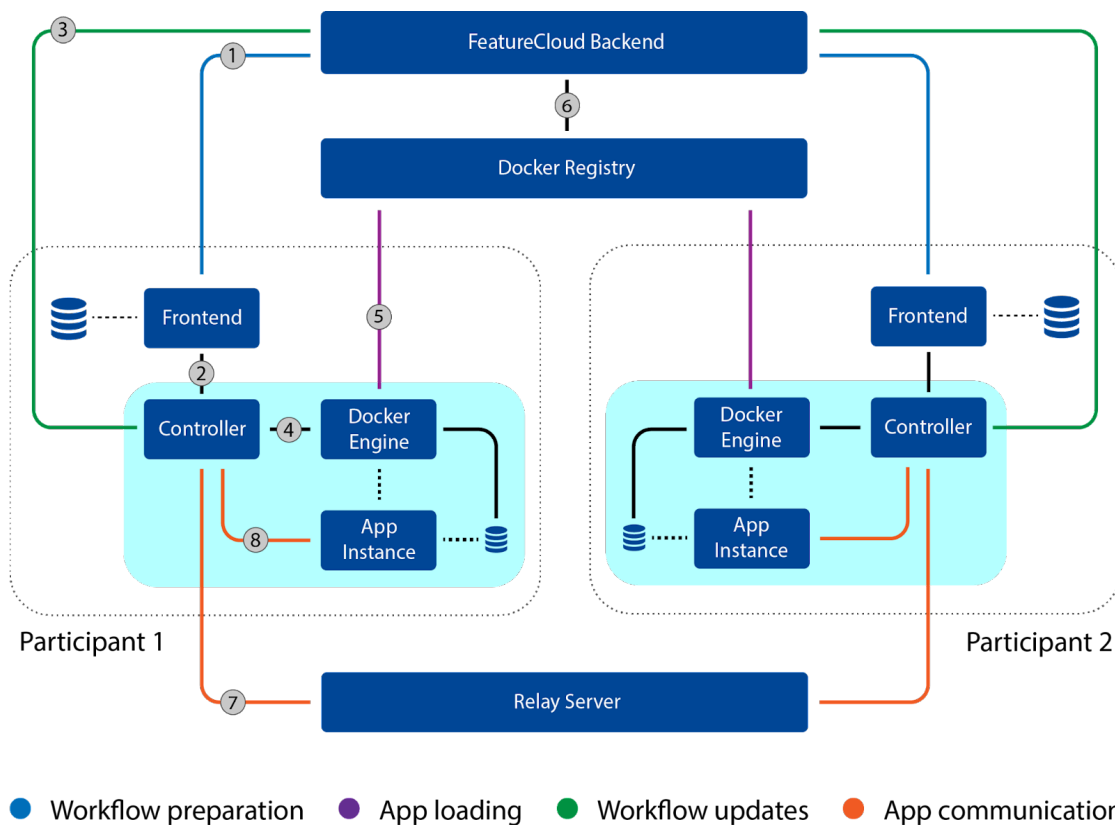 3
FeatureCloud Backend
1
6
Docker Registry
5
Frontend
Frontend
2
Controller
4
Docker
Engine
Docker
Engine
Controller
8
App
Instance
App
Instance
Participant 1
Participant 2
7
Relay Server
Workflow preparation
App loading
Workflow updates
App communication